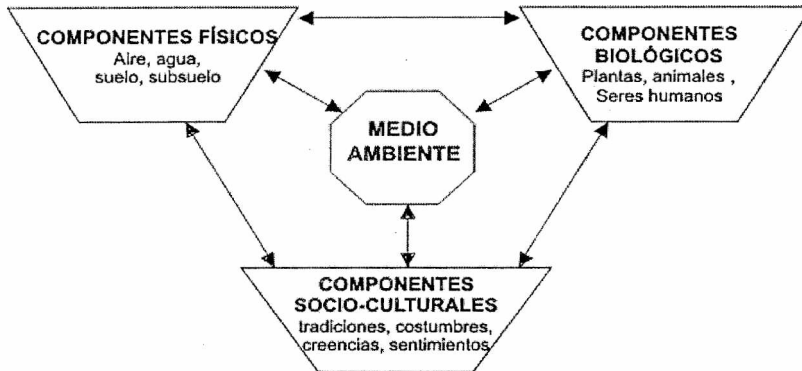 COMPONENTES FÍSICOS
Aire, agua,
suelo, subsuelo
COMPONENTES
BIOLÓGICOS
Plantas, animales ,
Seres humanos
MEDIO
AMBIENTE
COMPONENTES
SOCIO-CULTURALES
tradiciones, costumbres,
creencias, sentimientos